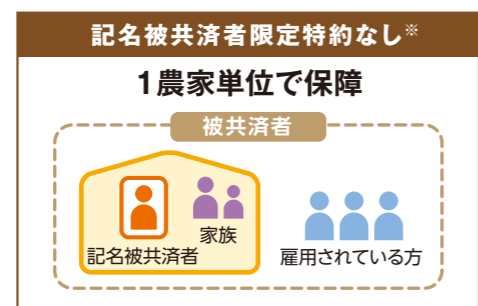 記名被共済者限定特約なし※
1農家単位で保障
被共済者
家族
記名被共済者
雇用されている方